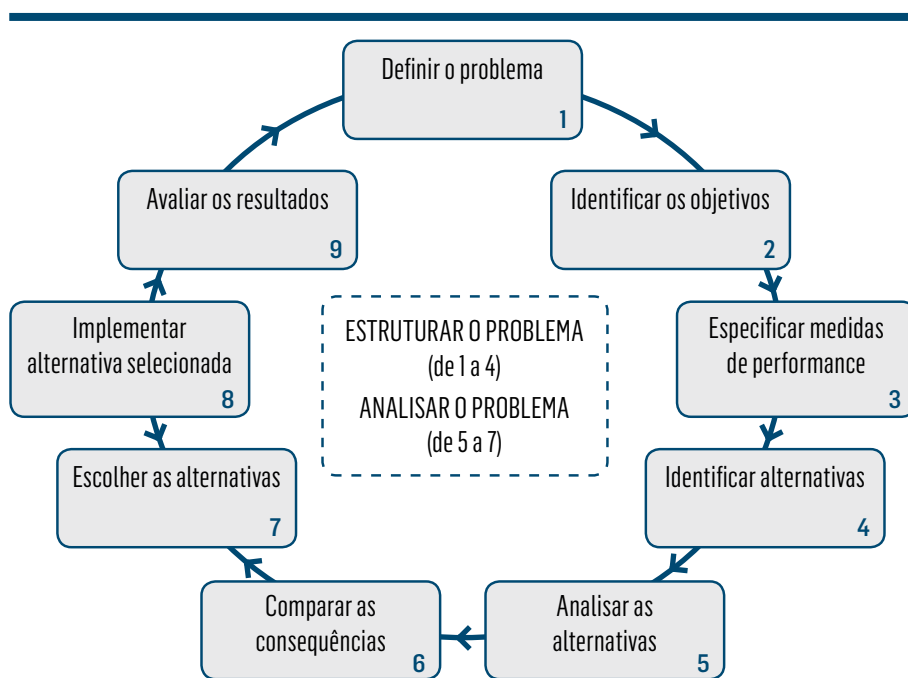 Definir o problema
1
Identificar os objetivos
2
Especificar medidas
de performance
3
Identificar alternativas
4
Analisar as
alternativas
5
Comparar as
consequências
6
Escolher as alternativas
7
Implementar
alternativa selecionada
8
Avaliar os resultados
9
ESTRUTURAR O PROBLEMA
(de 1 a 4)
ANALISAR O PROBLEMA
(de 5 a 7)